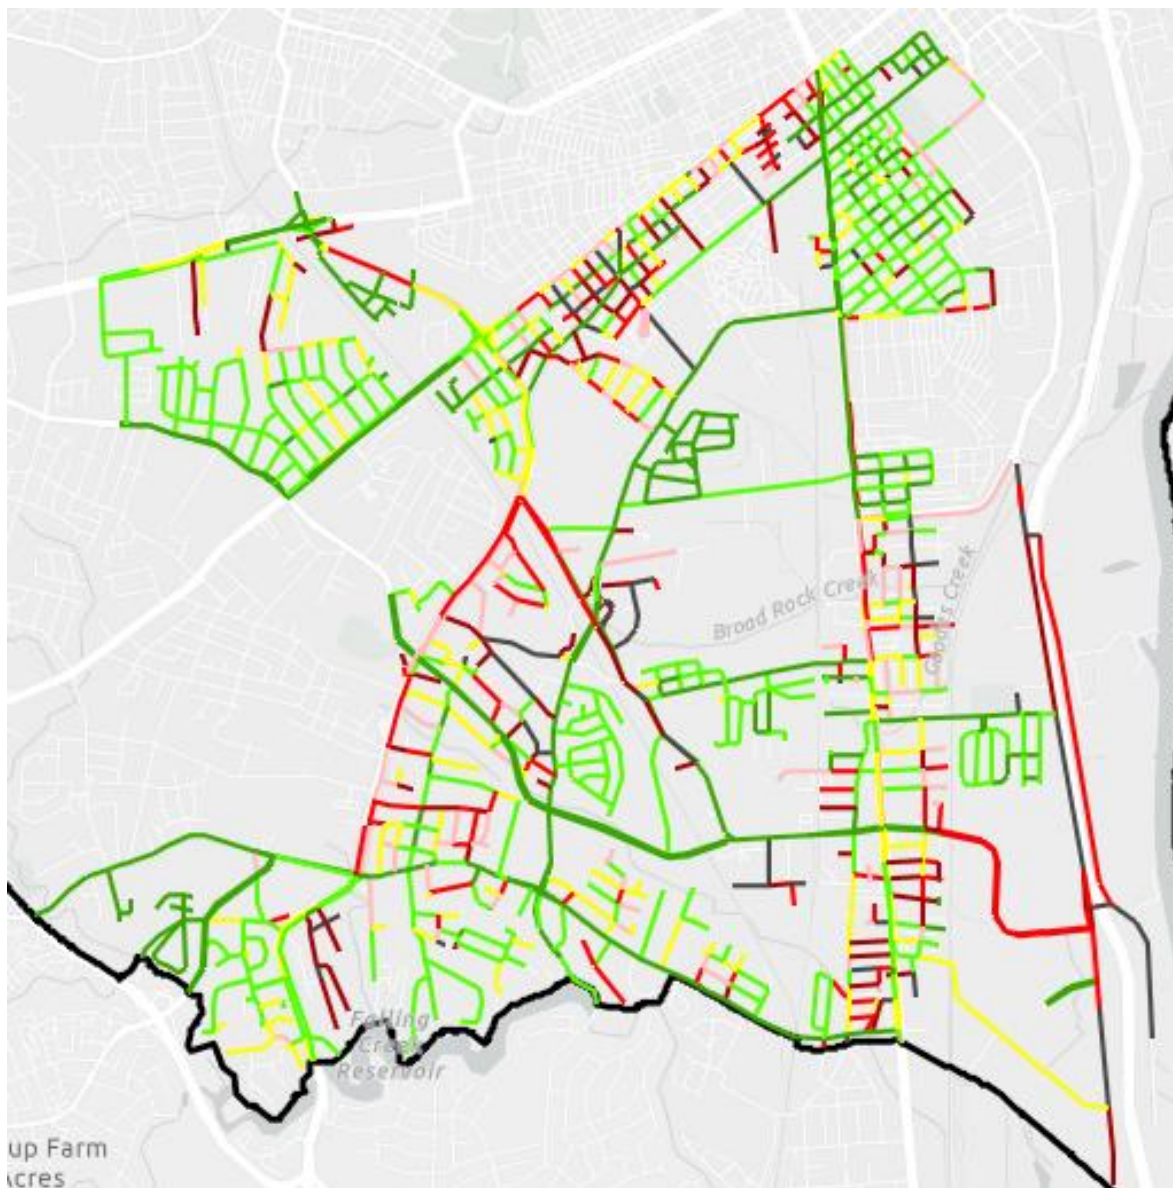 Broad Rock Creek
Goodes Creek
Falling
Creek
Reservoir
up Farm
Acres